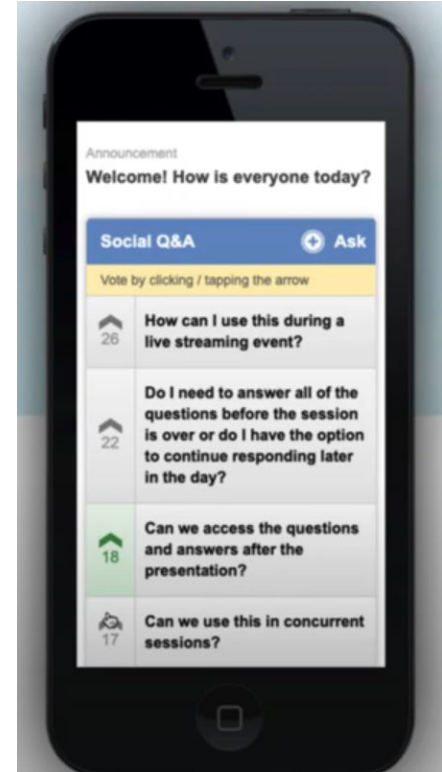 Announcement
Welcome! How is everyone today?
Social Q&A
Ask
Vote by clicking / tapping the arrow
26
How can I use this during a
live streaming event?
22
Do I need to answer all of the
questions before the session
is over or do I have the option
to continue responding later
in the day?
18
Can we access the questions
and answers after the
presentation?
17
Can we use this in concurrent
sessions?